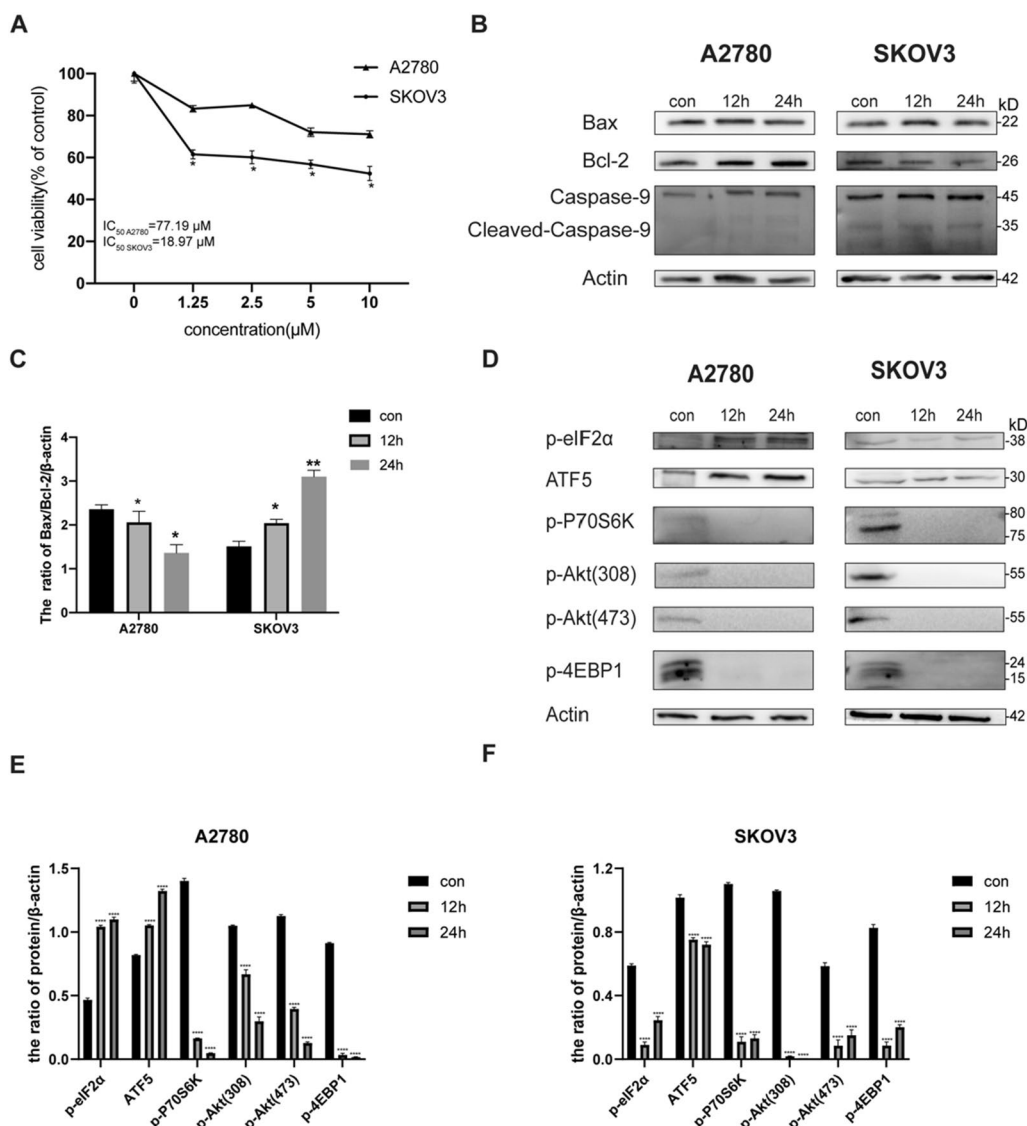 A
100
80
60
40
20
0
cell viability(% of control)
A2780
SKOV3
*
*
*
*
IC50 A2780=77.19 μM
IC50 SKOV3=18.97 μM
0
1.25
2.5
5
10
concentration(μM)
B
A2780
SKOV3
con
12h
24h
con
12h
24h
kD
Bax
22
Bcl-2
26
Caspase-9
45
Cleaved-Caspase-9
35
Actin
42
C
con
12h
24h
4
3
2
1
0
The ratio of Bax/Bcl-2/β-actin
*
*
*
**
A2780
SKOV3
D
A2780
SKOV3
con
12h
24h
con
12h
24h
kD
p-eIF2α
38
ATF5
30
p-P70S6K
80
75
p-Akt(308)
55
p-Akt(473)
55
p-4EBP1
24
15
Actin
42
E
A2780
1.5
1.0
0.5
0.0
the ratio of protein/β-actin
con
12h
24h
****
****
****
****
****
****
****
****
****
****
****
****
p-eIF2α
ATF5
p-P70S6K
p-Akt(308)
p-Akt(473)
p-4EBP1
F
SKOV3
1.2
0.9
0.6
0.3
0.0
the ratio of protein/β-actin
con
12h
24h
****
****
****
****
****
****
****
****
****
****
****
****
p-eIF2α
ATF5
p-P70S6K
p-Akt(308)
p-Akt(473)
p-4EBP1